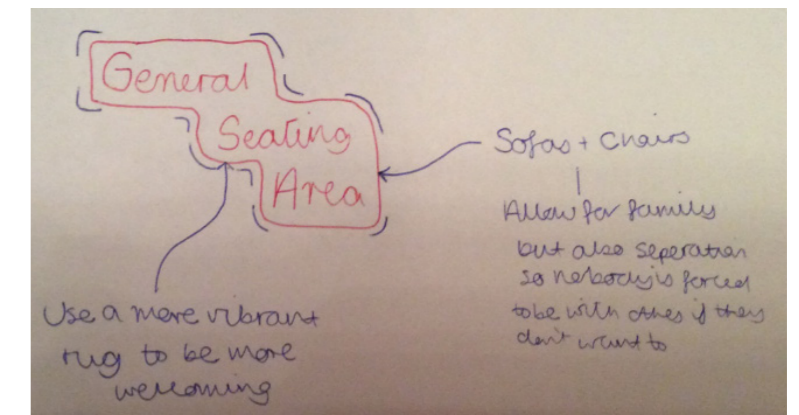 General
Seating
Area
Sofas + Chairs
Allow for family
but also seperation
so nobody is forced
to be with others if they
don't want to
Use a more vibrant
rug to be more
welcoming